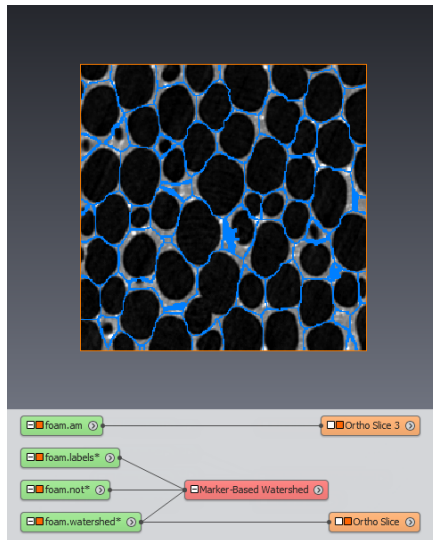 foam.am
Ortho Slice 3
foam.labels*
foam.not*
Marker-Based Watershed
foam.watershed*
Ortho Slice